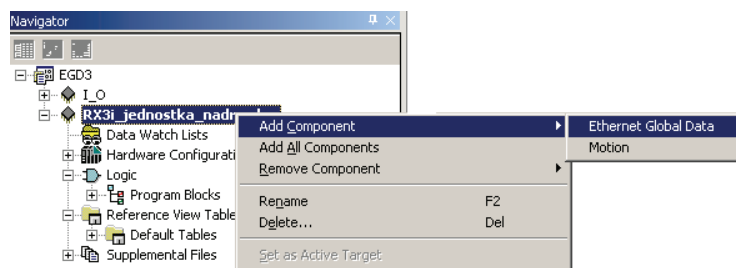 Navigator
EGD3
I_O
RX3i_jednostka_nadr
Data Watch Lists
Hardware Configurati
Logic
Program Blocks
Reference View Table
Default Tables
Supplemental Files
Add Component
Add All Components
Remove Component
Rename F2
Delete... Del
Set as Active Target
Ethernet Global Data
Motion